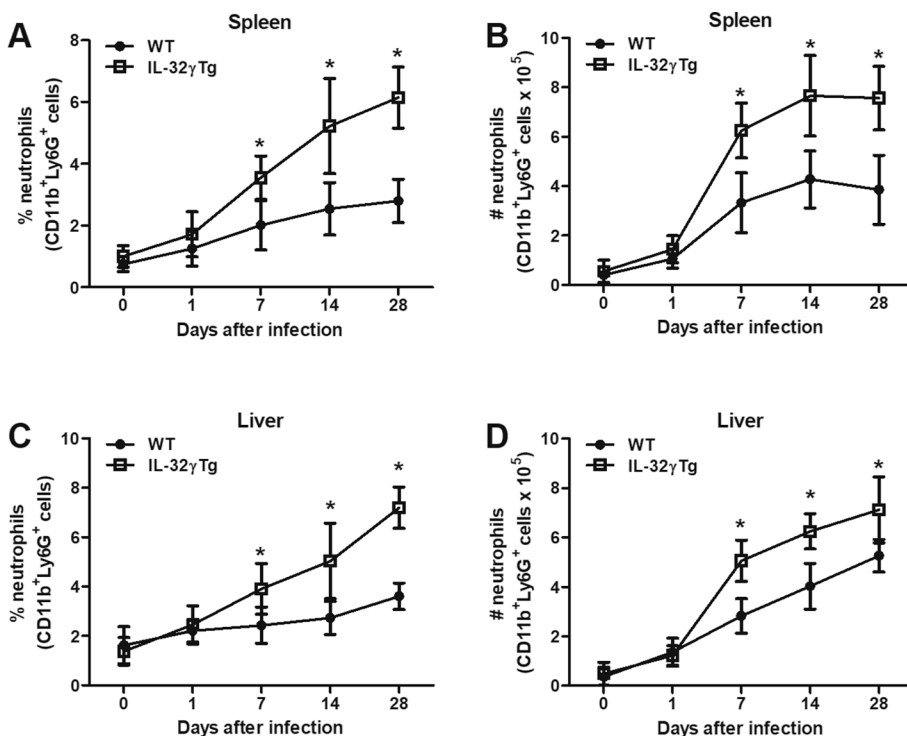 A
Spleen
WT
IL-32γTg
% neutrophils
(CD11b⁺Ly6G⁺ cells)
8
6
4
2
0
* * *
0 1 7 14 28
Days after infection
B
Spleen
WT
IL-32γTg
# neutrophils
(CD11b⁺Ly6G⁺ cells x 10⁵)
10
8
6
4
2
0
* * *
0 1 7 14 28
Days after infection
C
Liver
WT
IL-32γTg
% neutrophils
(CD11b⁺Ly6G⁺ cells)
10
8
6
4
2
0
* * *
0 1 7 14 28
Days after infection
D
Liver
WT
IL-32γTg
# neutrophils
(CD11b⁺Ly6G⁺ cells x 10⁵)
10
8
6
4
2
0
* * *
0 1 7 14 28
Days after infection